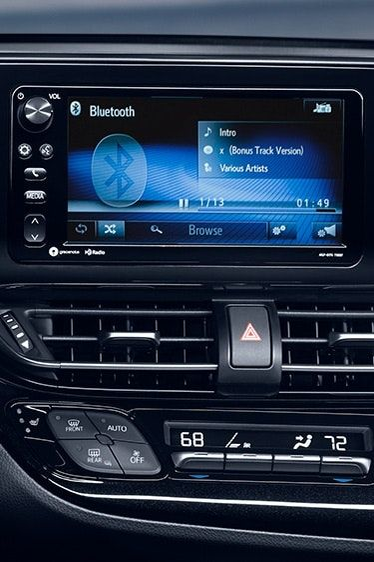 VOL
Bluetooth
Intro
x (Bonus Track Version)
Various Artists
MEDIA
1/13
01:49
Browse
gracenote
HD Radio
FRONT
AUTO
REAR
OFF
68
72